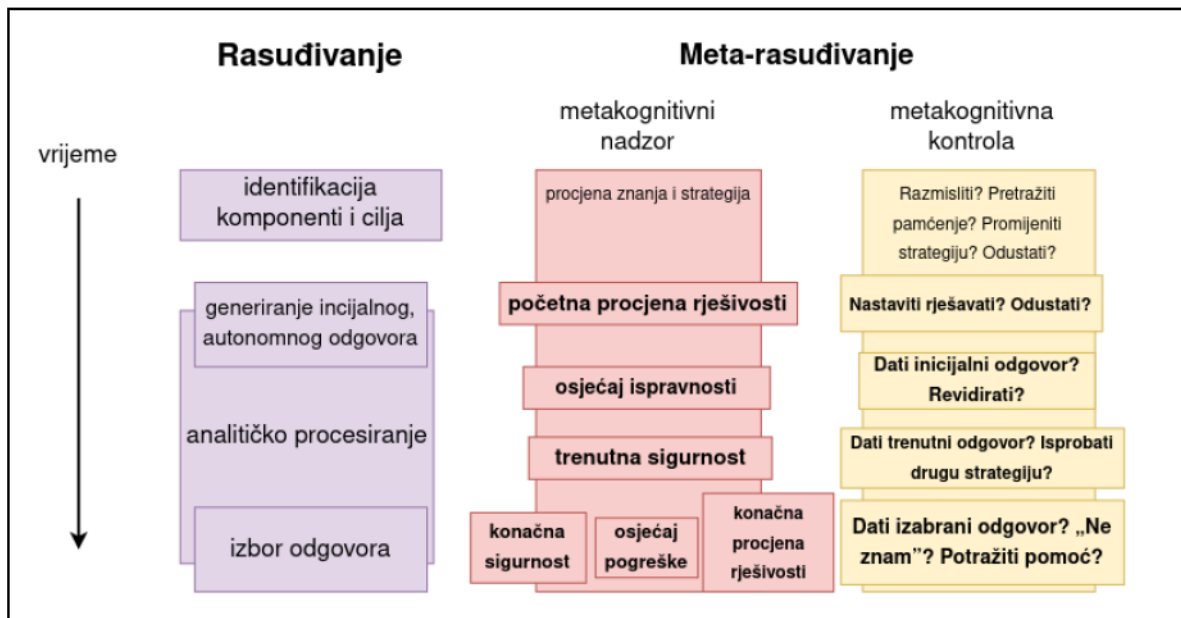 Rasuđivanje
Meta-rasuđivanje
metakognitivni
nadzor
metakognitivna
kontrola
vrijeme
identifikacija
komponenti i cilja
procjena znanja i strategija
Razmisliti? Pretražiti
pamćenje? Promijeniti
strategiju? Odustati?
generiranje incijalnog,
autonomnog odgovora
početna procjena rješivosti
Nastaviti rješavati? Odustati?
osjećaj ispravnosti
Dati inicijalni odgovor?
Revidirati?
analitičko procesiranje
trenutna sigurnost
Dati trenutni odgovor? Isprobati
drugu strategiju?
izbor odgovora
konačna
sigurnost
osjećaj
pogreške
konačna
procjena
rješivosti
Dati izabrani odgovor? „Ne
znam”? Potražiti pomoć?